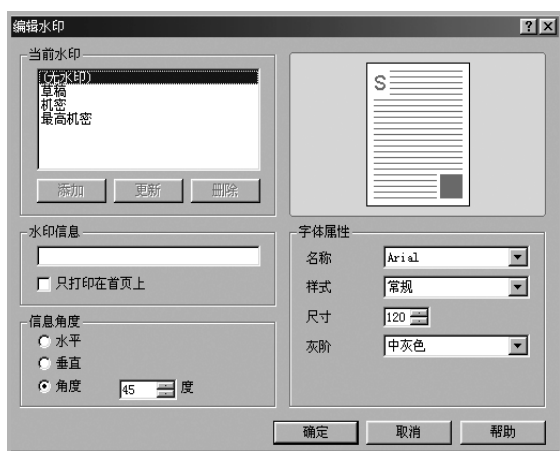 编辑水印
当前水印
(无水印)
草稿
机密
最高机密
添加 更新 删除
S
水印信息
只打印在首页上
信息角度
水平
垂直
角度 45 度
字体属性
名称 Arial
样式 常规
尺寸 120
灰阶 中灰色
确定 取消 帮助